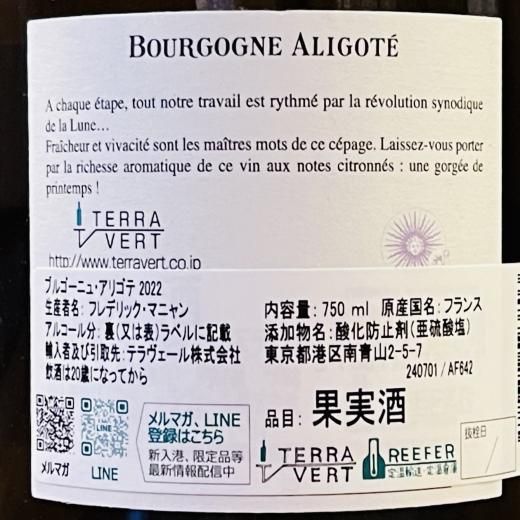 BOURGOGNE ALIGOTÉ
A chaque étape, tout notre travail est rythmé par la révolution synodique
de la Lune…
Fraîcheur et vivacité sont les maîtres mots de ce cépage. Laissez-vous porter
par la richesse aromatique de ce vin aux notes citronnés : une gorgée de
printemps !
TERRA
VERT
http://www.terravert.co.jp
ブルゴーニュ・アリゴテ 2022
生産者名: フレデリック・マニャン
アルコール分: 裏(又は表)ラベルに記載
輸入者及び引取先: テラヴェール株式会社
飲酒は20歳になってから
内容量: 750 ml 原産国名: フランス
添加物名: 酸化防止剤(亜硫酸塩)
東京都港区南青山2-5-7
240701 / AF642
メルマガ
LINE
メルマガ、LINE
登録はこちら
新入港、限定品等
最新情報配信中
品目: 果実酒
TERRA
VERT
REEFER
定温輸送・定温倉庫
抜栓日
/